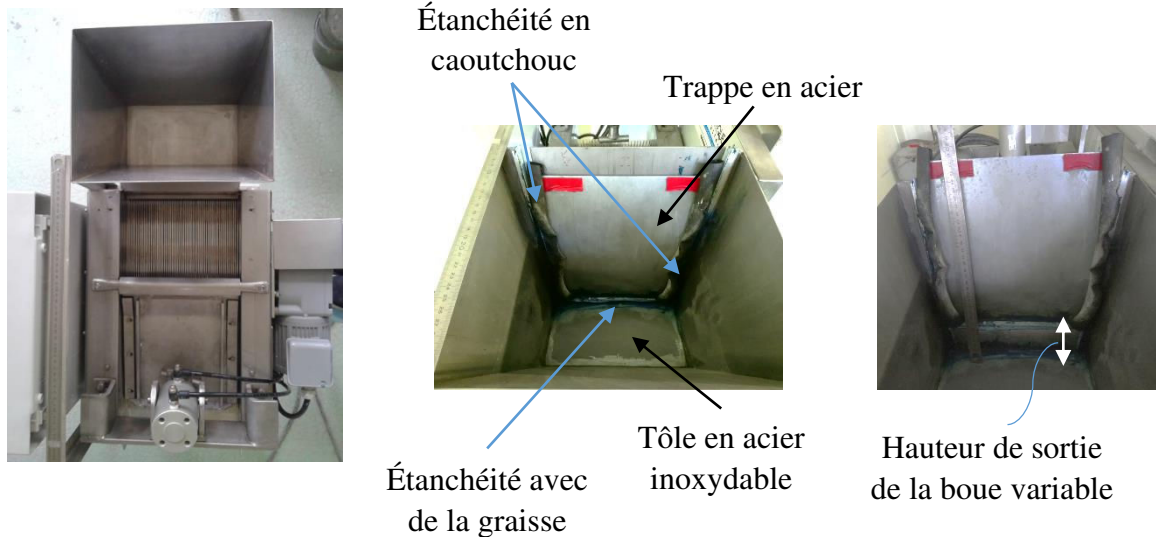 Étanchéité en
caoutchouc
Trappe en acier
Étanchéité avec
de la graisse
Tôle en acier
inoxydable
Hauteur de sortie
de la boue variable